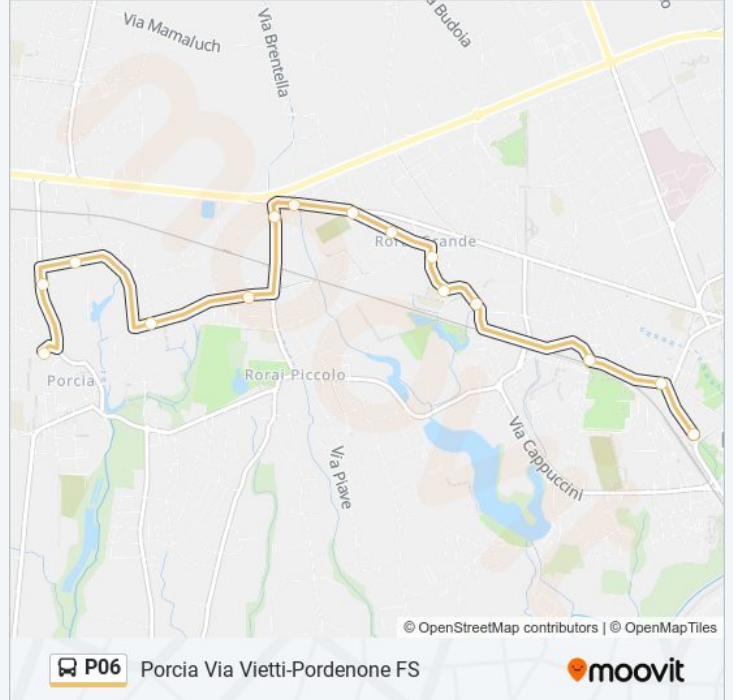 Via Mamaluch
Via Brentella
a Budoia
Rorai Grande
Porcia
Rorai Piccolo
Via Piave
Via Cappuccini
© OpenStreetMap contributors | © OpenMapTiles
P06 Porcia Via Vietti-Pordenone FS
moovit